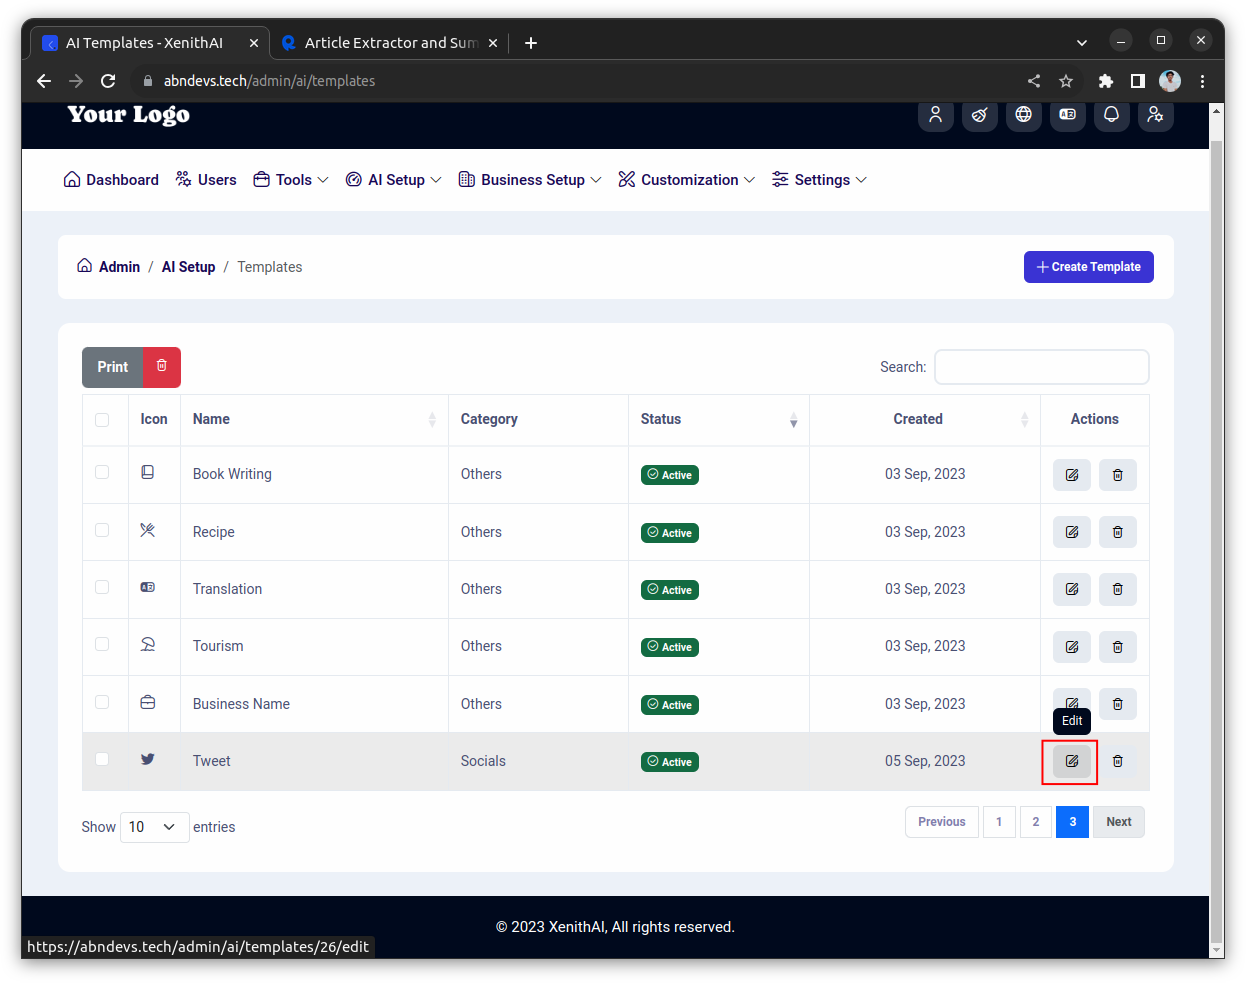 AI Templates - XenithAI
Article Extractor and Sum
abndevs.tech/admin/ai/templates
Your Logo
Dashboard Users Tools AI Setup Business Setup Customization Settings
Admin / AI Setup / Templates
Create Template
Print
Search:
Icon Name Category Status Created Actions
Book Writing Others Active 03 Sep, 2023
Recipe Others Active 03 Sep, 2023
Translation Others Active 03 Sep, 2023
Tourism Others Active 03 Sep, 2023
Business Name Others Active 03 Sep, 2023
Edit
Tweet Socials Active 05 Sep, 2023
Show 10 entries
Previous 1 2 3 Next
© 2023 XenithAI, All rights reserved.
https://abndevs.tech/admin/ai/templates/26/edit